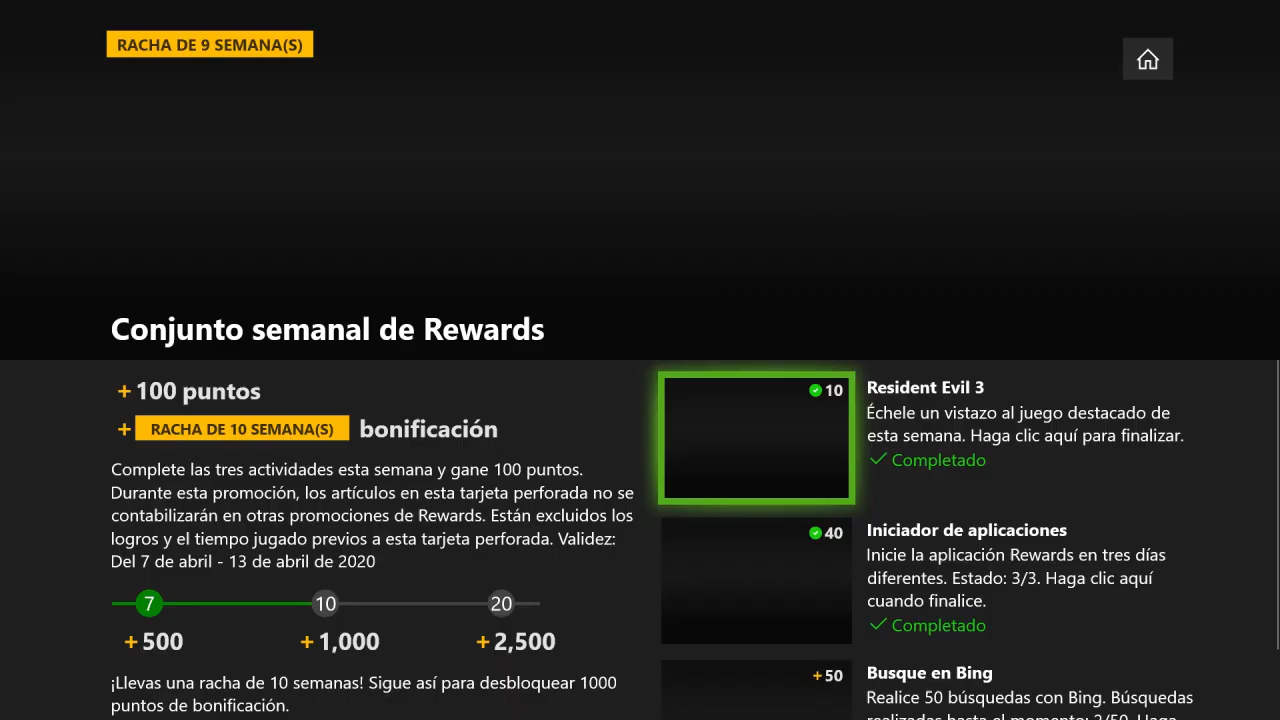 RACHA DE 9 SEMANA(S)
Conjunto semanal de Rewards
+ 100 puntos
+ RACHA DE 10 SEMANA(S) bonificación
Complete las tres actividades esta semana y gane 100 puntos.
Durante esta promoción, los artículos en esta tarjeta perforada no se
contabilizarán en otras promociones de Rewards. Están excluidos los
logros y el tiempo jugado previos a esta tarjeta perforada. Validez:
Del 7 de abril - 13 de abril de 2020
7 10 20
+500 +1,000 +2,500
¡Llevas una racha de 10 semanas! Sigue así para desbloquear 1000
puntos de bonificación.
10
Resident Evil 3
Échele un vistazo al juego destacado de
esta semana. Haga clic aquí para finalizar.
Completado
40
Iniciador de aplicaciones
Inicie la aplicación Rewards en tres días
diferentes. Estado: 3/3. Haga clic aquí
cuando finalice.
Completado
+50
Busque en Bing
Realice 50 búsquedas con Bing. Búsquedas
realizadas hasta el momento: 2/50. Haga